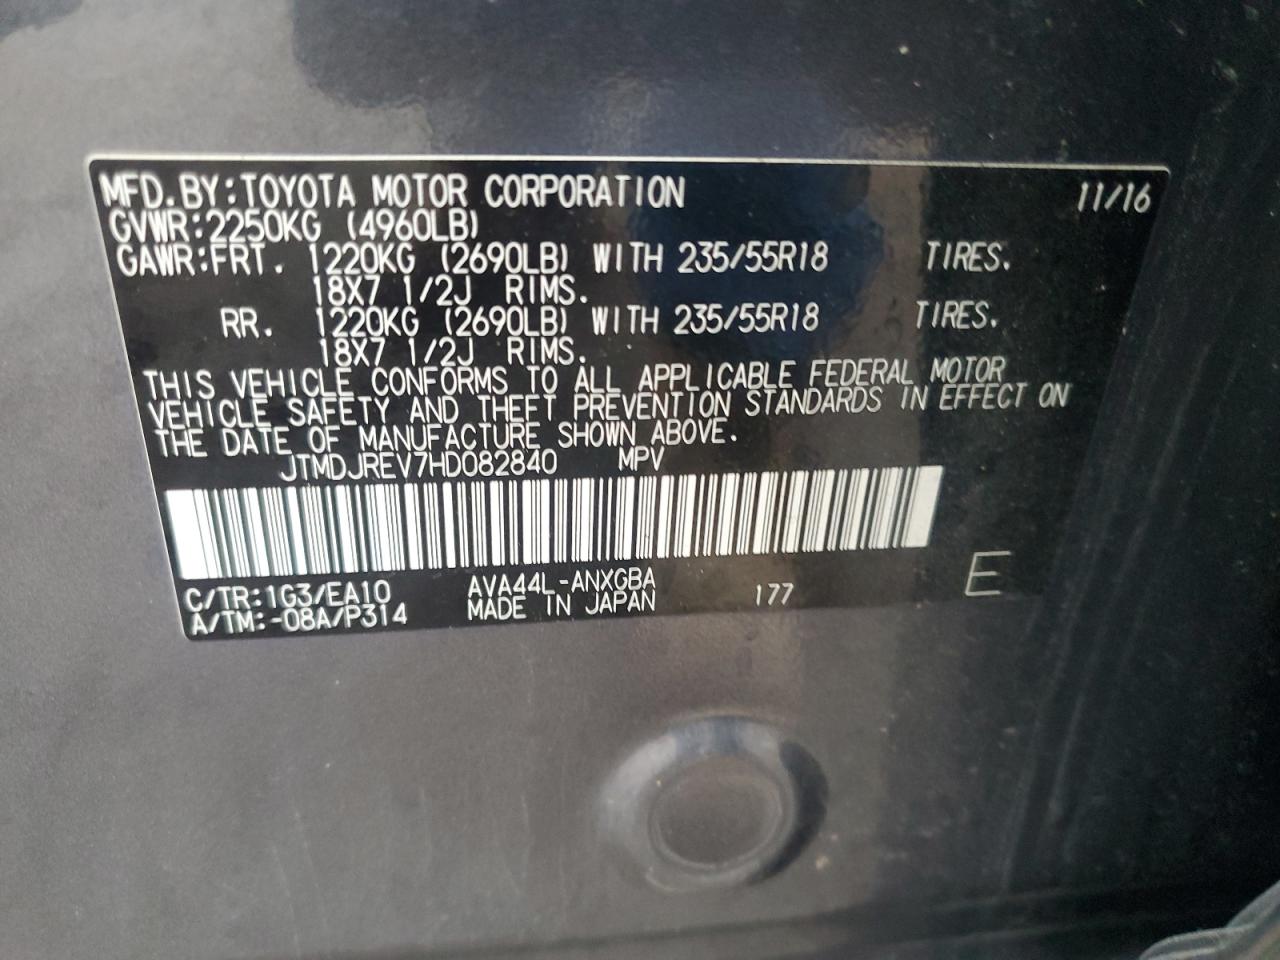 MFD.BY:TOYOTA MOTOR CORPORATION 11/16
GVWR:2250KG (4960LB)
GAWR:FRT. 1220KG (2690LB) WITH 235/55R18 TIRES.
18X7 1/2J RIMS.
RR. 1220KG (2690LB) WITH 235/55R18 TIRES.
18X7 1/2J RIMS.
THIS VEHICLE CONFORMS TO ALL APPLICABLE FEDERAL MOTOR
VEHICLE SAFETY AND THEFT PREVENTION STANDARDS IN EFFECT ON
THE DATE OF MANUFACTURE SHOWN ABOVE.
JTMDJREV7HD082840 MPV
C/TR:1G3/EA10 AVA44L-ANXGBA 177 E
A/TM:-08A/P314 MADE IN JAPAN